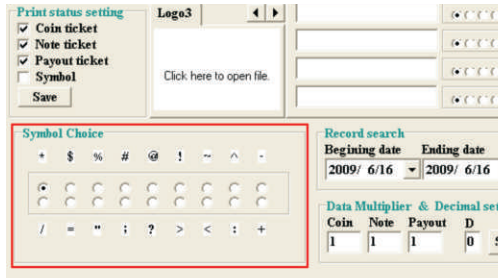 Print status setting
Coin ticket
Note ticket
Payout ticket
Symbol
Save
Logo3
Click here to open file.
Symbol Choice
* $ % # @ ! ~ ^ -
/ = " ; ? > < : +
Record search
Begining date Ending date
2009/ 6/16 2009/ 6/16
Data Multiplier & Decimal set
Coin Note Payout D
1 1 1 0 S